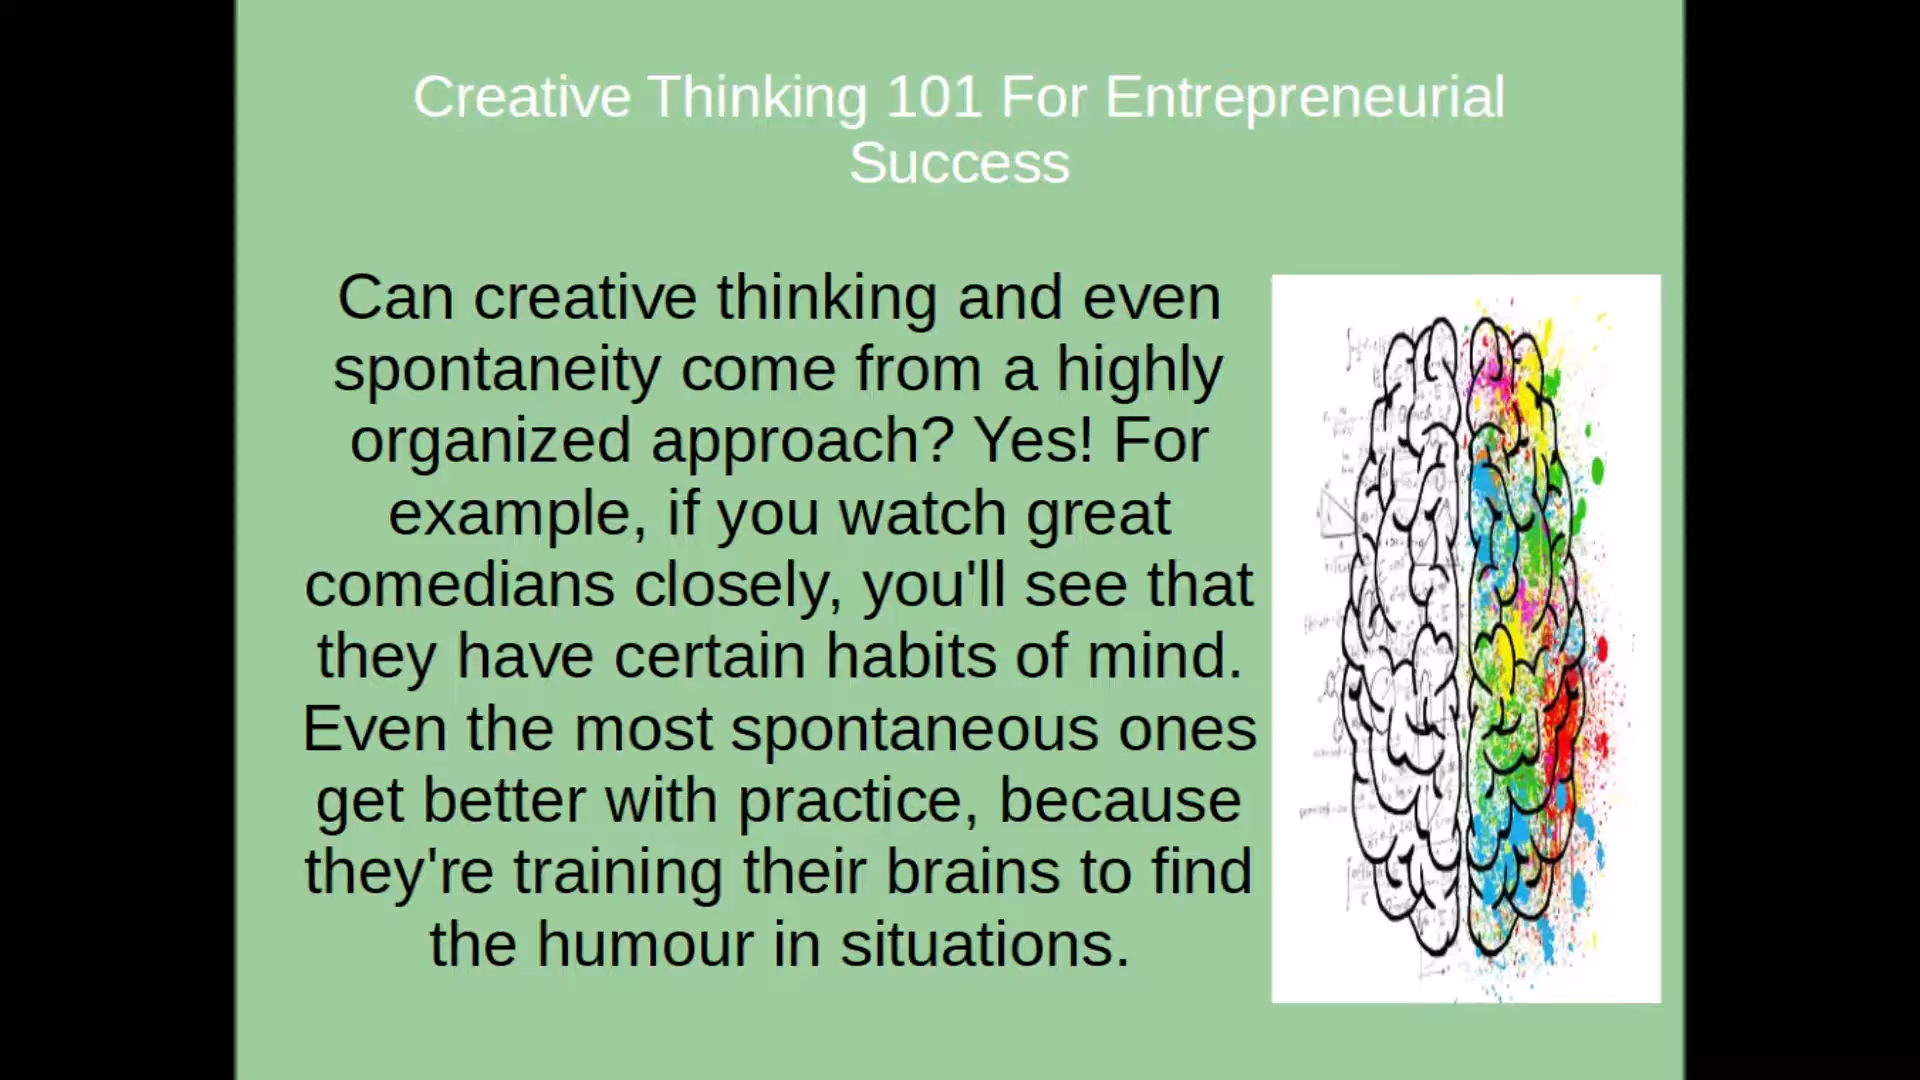 Creative Thinking 101 For Entrepreneurial
Success
Can creative thinking and even
spontaneity come from a highly
organized approach? Yes! For
example, if you watch great
comedians closely, you'll see that
they have certain habits of mind.
Even the most spontaneous ones
get better with practice, because
they're training their brains to find
the humour in situations.